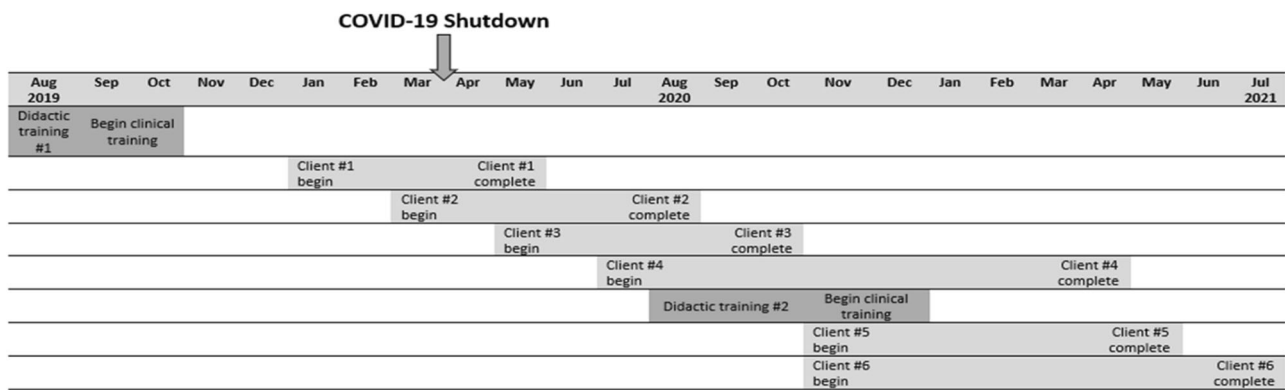 COVID-19 Shutdown
Aug Sep Oct Nov Dec Jan Feb Mar Apr May Jun Jul Aug Sep Oct Nov Dec Jan Feb Mar Apr May Jun Jul
2019 2020 2021
Didactic
training
#1
Begin clinical
training
Client #1
begin
Client #1
complete
Client #2
begin
Client #2
complete
Client #3
begin
Client #3
complete
Client #4
begin
Client #4
complete
Didactic training #2
Begin clinical
training
Client #5
begin
Client #5
complete
Client #6
begin
Client #6
complete